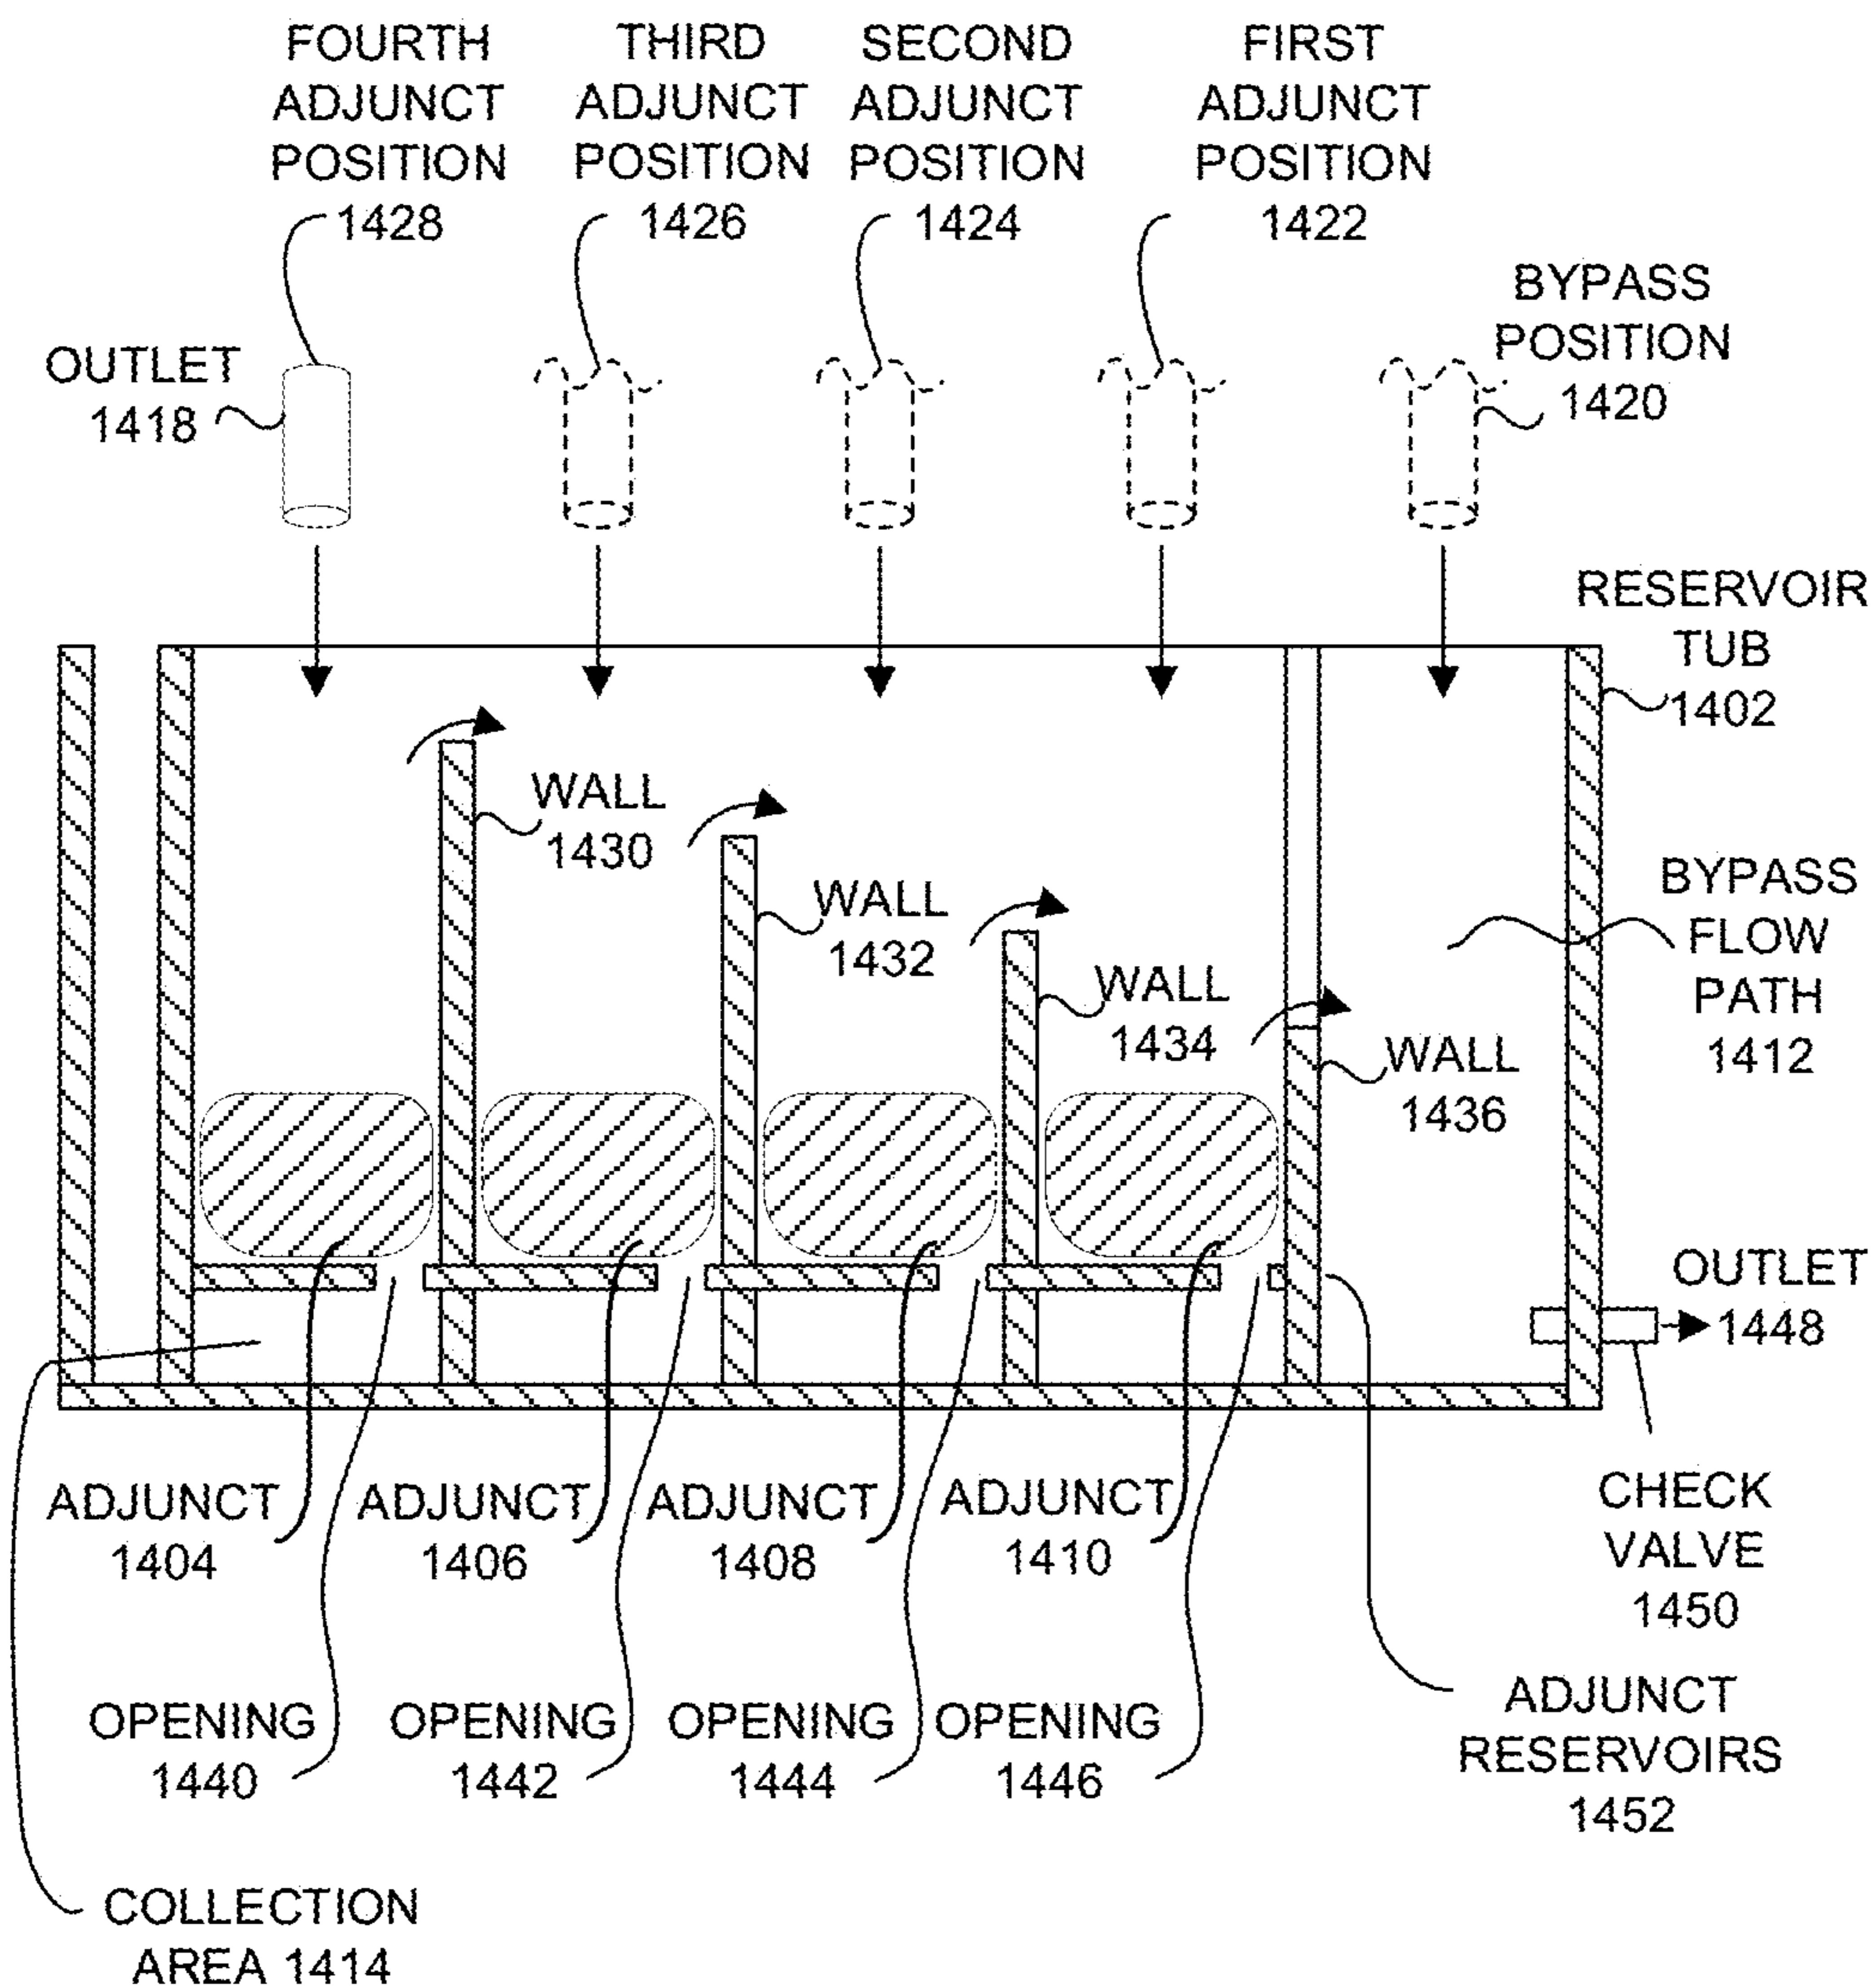 FOURTH
ADJUNCT
POSITION
1428
THIRD
ADJUNCT
POSITION
1426
SECOND
ADJUNCT
POSITION
1424
FIRST
ADJUNCT
POSITION
1422
BYPASS
POSITION
1420
OUTLET
1418
RESERVOIR
TUB
1402
WALL
1430
WALL
1432
WALL
1434
WALL
1436
BYPASS
FLOW
PATH
1412
OUTLET
1448
ADJUNCT
1404
ADJUNCT
1406
ADJUNCT
1408
ADJUNCT
1410
CHECK
VALVE
1450
OPENING
1440
OPENING
1442
OPENING
1444
OPENING
1446
ADJUNCT
RESERVOIRS
1452
COLLECTION
AREA 1414